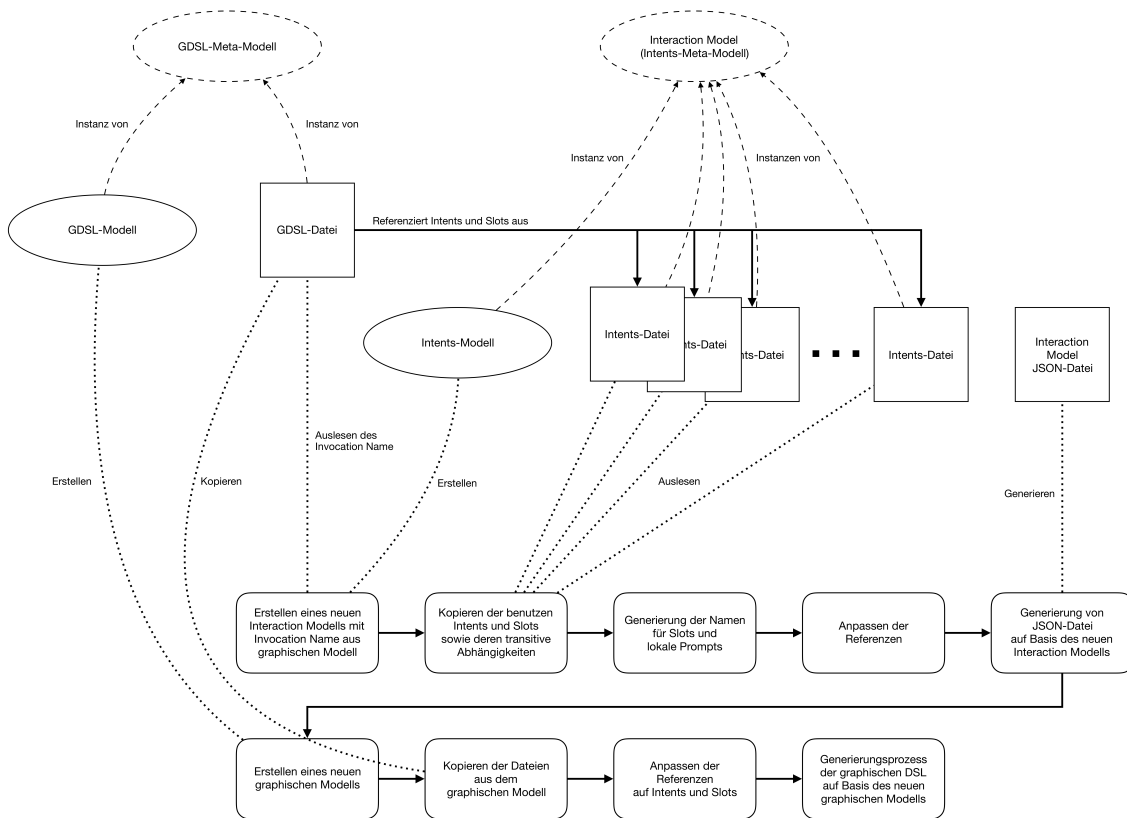 GDSL-Meta-Modell
Interaction Model
(Intents-Meta-Modell)
Instanz von
Instanz von
Instanz von
Instanzen von
GDSL-Modell
GDSL-Datei
Referenziert Intents und Slots aus
Intents-Modell
Intents-Datei
nts-Datei
nts-Datei
Intents-Datei
Interaction
Model
JSON-Datei
Auslesen des
Invocation Name
Erstellen
Kopieren
Erstellen
Auslesen
Generieren
Erstellen eines neuen
Interaction Modells mit
Invocation Name aus
graphischen Modell
Kopieren der benutzen
Intents und Slots
sowie deren transitive
Abhängigkeiten
Generierung der Namen
für Slots und
lokale Prompts
Anpassen der
Referenzen
Generierung von
JSON-Datei
auf Basis des neuen
Interaction Modells
Erstellen eines neuen
graphischen Modells
Kopieren der Dateien
aus dem
graphischen Modell
Anpassen der
Referenzen
auf Intents und Slots
Generierungsprozess
der graphischen DSL
auf Basis des neuen
graphischen Modells